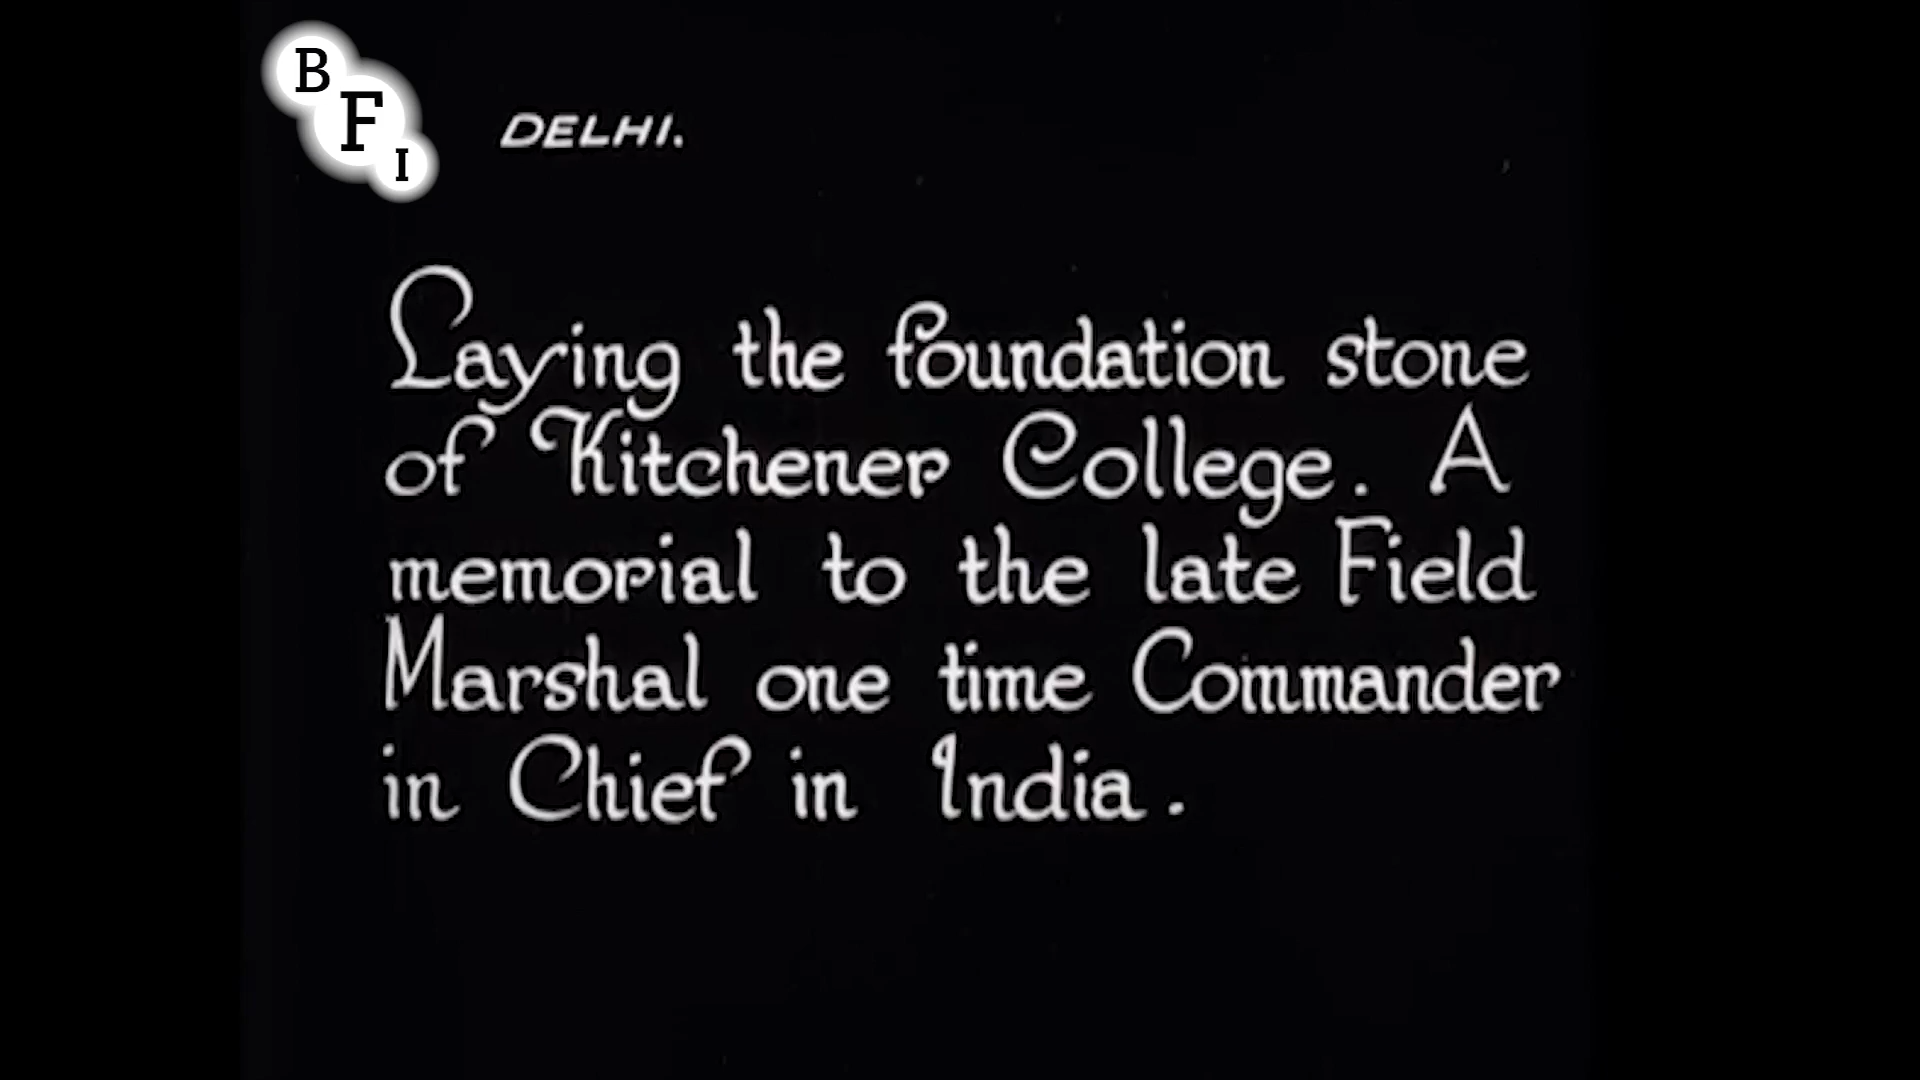 BFI
DELHI.
Laying the foundation stone
of Kitchener College. A
memorial to the late Field
Marshal one time Commander
in Chief in India.